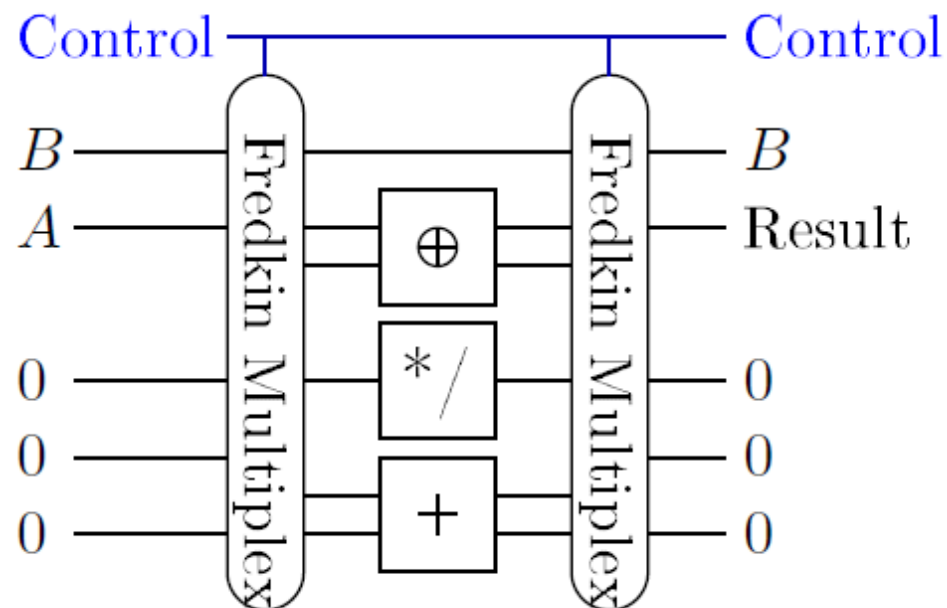 Control Control
B B
A Result
Fredkin Multiplex
Fredkin Multiplex
⊕
0 */ 0
0 0
0 + 0